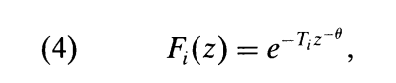 (4) F_i(z) = e^{-T_i z^{-θ}},